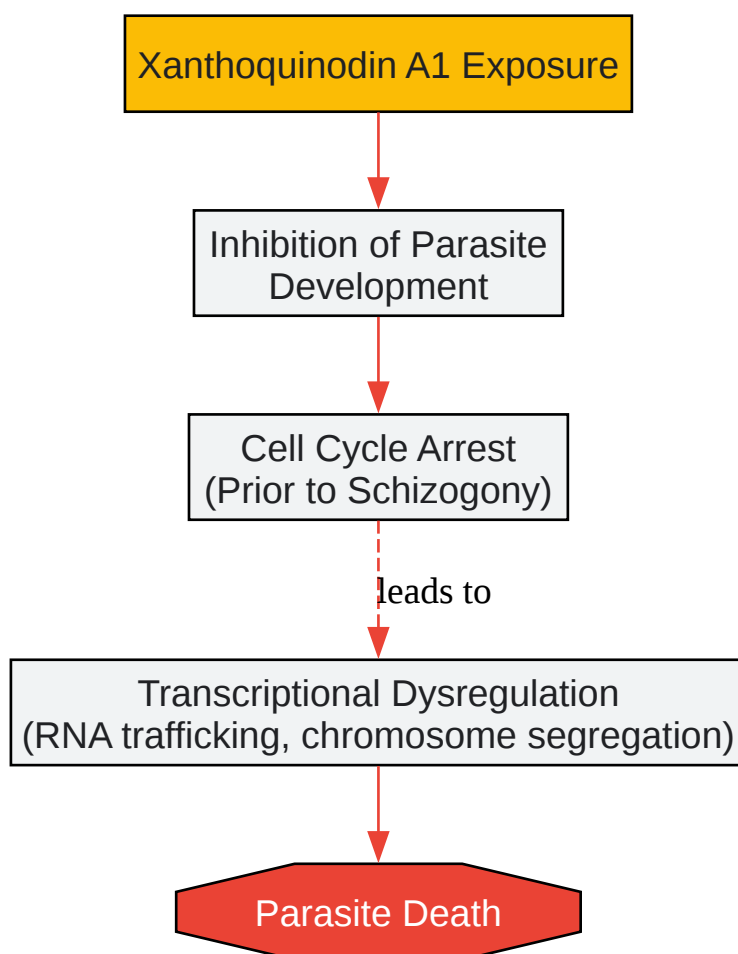 Xanthoquinodin A1 Exposure
Inhibition of Parasite
Development
Cell Cycle Arrest
(Prior to Schizogony)
leads to
Transcriptional Dysregulation
(RNA trafficking, chromosome segregation)
Parasite Death